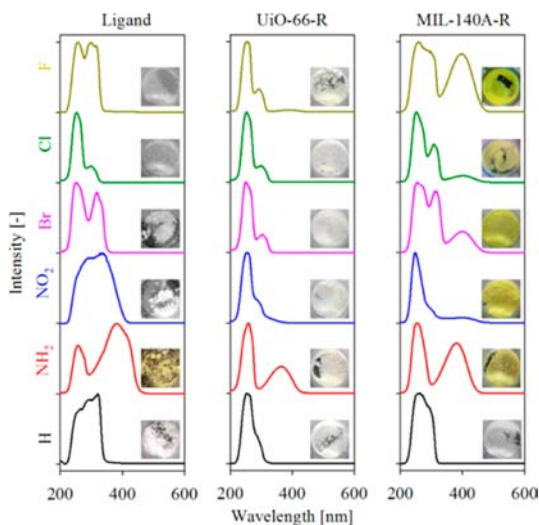 Ligand UiO-66-R MIL-140A-R
F
Cl
Br
NO₂
NH₂
H
Intensity [-]
200 400 600 200 400 600 200 400 600
Wavelength [nm]